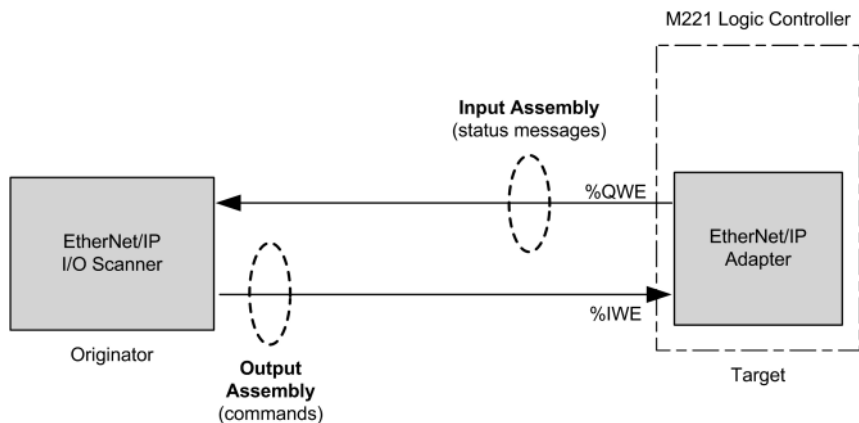 M221 Logic Controller
Input Assembly
(status messages)
%QWE
EtherNet/IP
I/O Scanner
EtherNet/IP
Adapter
%IWE
Originator
Output
Assembly
(commands)
Target